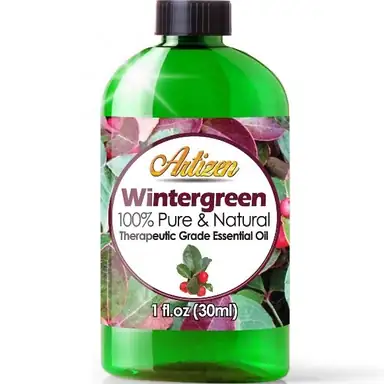 Artizen
Wintergreen
100% Pure & Natural
Therapeutic Grade Essential Oil
1 fl.oz (30ml)